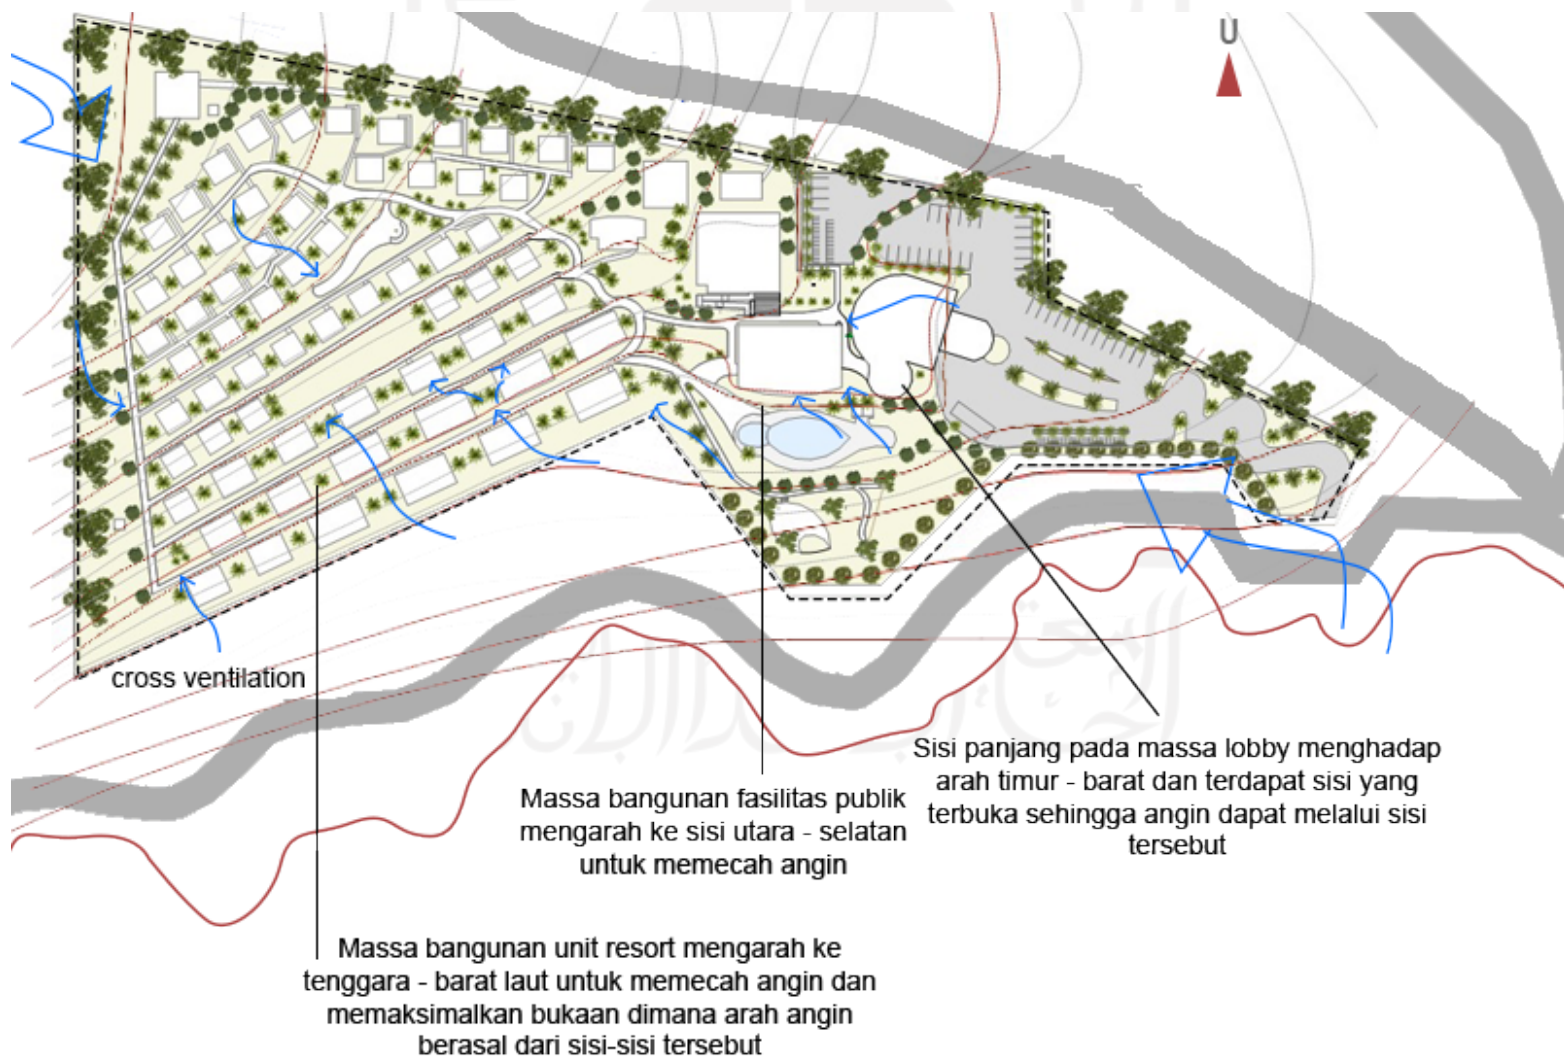 U
cross ventilation
Sisi panjang pada massa lobby menghadap
arah timur - barat dan terdapat sisi yang
terbuka sehingga angin dapat melalui sisi
tersebut
Massa bangunan fasilitas publik
mengarah ke sisi utara - selatan
untuk memecah angin
Massa bangunan unit resort mengarah ke
tenggara - barat laut untuk memecah angin dan
memaksimalkan bukaan dimana arah angin
berasal dari sisi-sisi tersebut